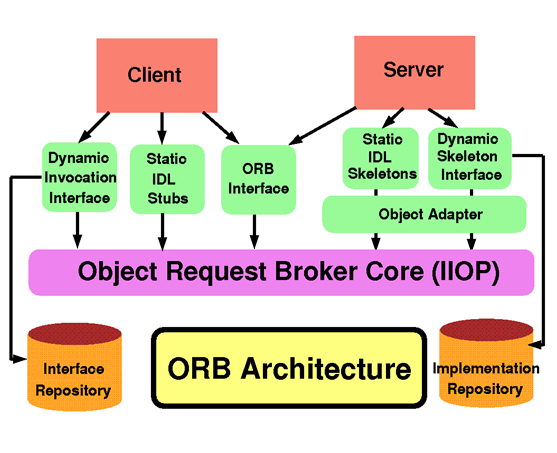 Client
Server
Dynamic
Invocation
Interface
Static
IDL
Stubs
ORB
Interface
Static
IDL
Skeletons
Dynamic
Skeleton
Interface
Object Adapter
Object Request Broker Core (IIOP)
Interface
Repository
ORB Architecture
Implementation
Repository